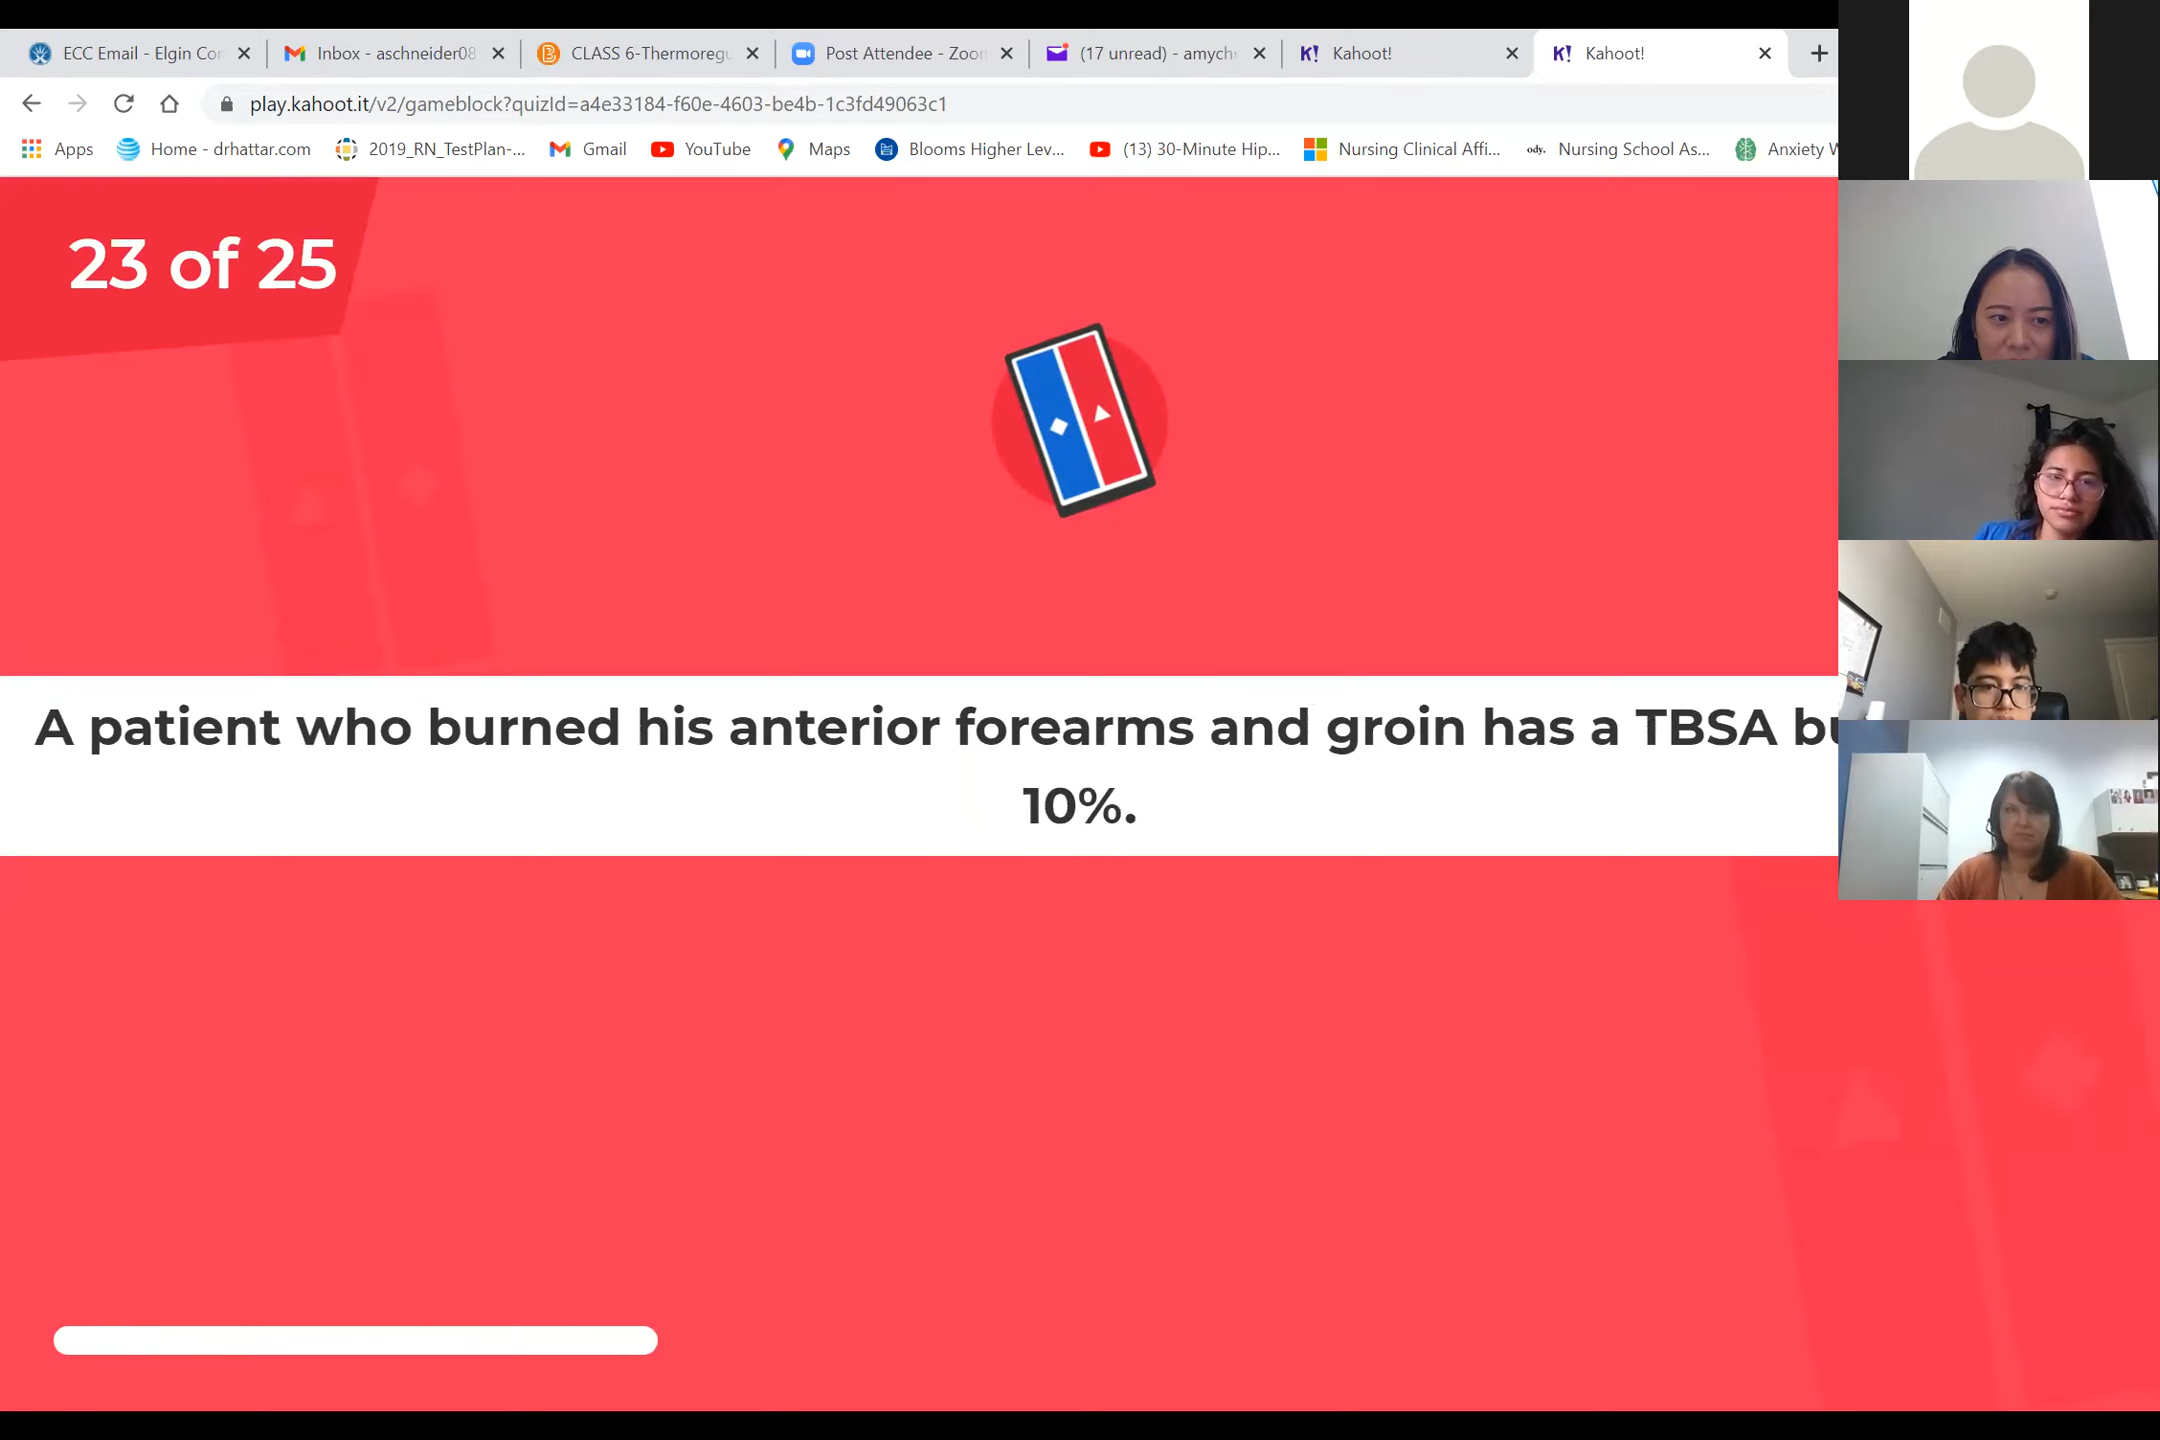 ECC Email - Elgin Cor
Inbox - aschneider08
CLASS 6-Thermoregu
Post Attendee - Zoom
(17 unread) - amychr
K! Kahoot!
K! Kahoot!
play.kahoot.it/v2/gameblock?quizId=a4e33184-f60e-4603-be4b-1c3fd49063c1
Apps
Home - drhattar.com
2019_RN_TestPlan-...
Gmail
YouTube
Maps
Blooms Higher Lev...
(13) 30-Minute Hip...
Nursing Clinical Affi...
ody. Nursing School As...
Anxiety W
23 of 25
A patient who burned his anterior forearms and groin has a TBSA bu
10%.